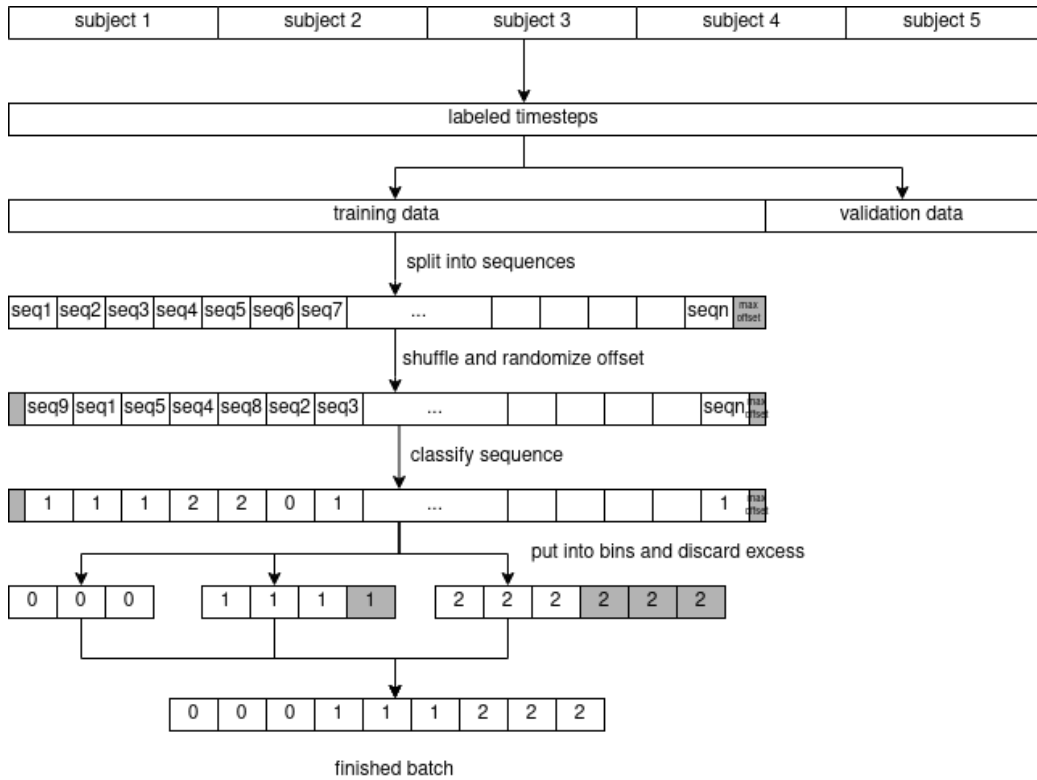 subject 1 subject 2 subject 3 subject 4 subject 5
labeled timesteps
training data validation data
split into sequences
seq1 seq2 seq3 seq4 seq5 seq6 seq7 ... seqn max offset
shuffle and randomize offset
seq9 seq1 seq5 seq4 seq8 seq2 seq3 ... seqn max offset
classify sequence
1 1 1 2 2 0 1 ... 1 max offset
put into bins and discard excess
0 0 0 1 1 1 1 2 2 2 2 2 2
0 0 0 1 1 1 2 2 2
finished batch